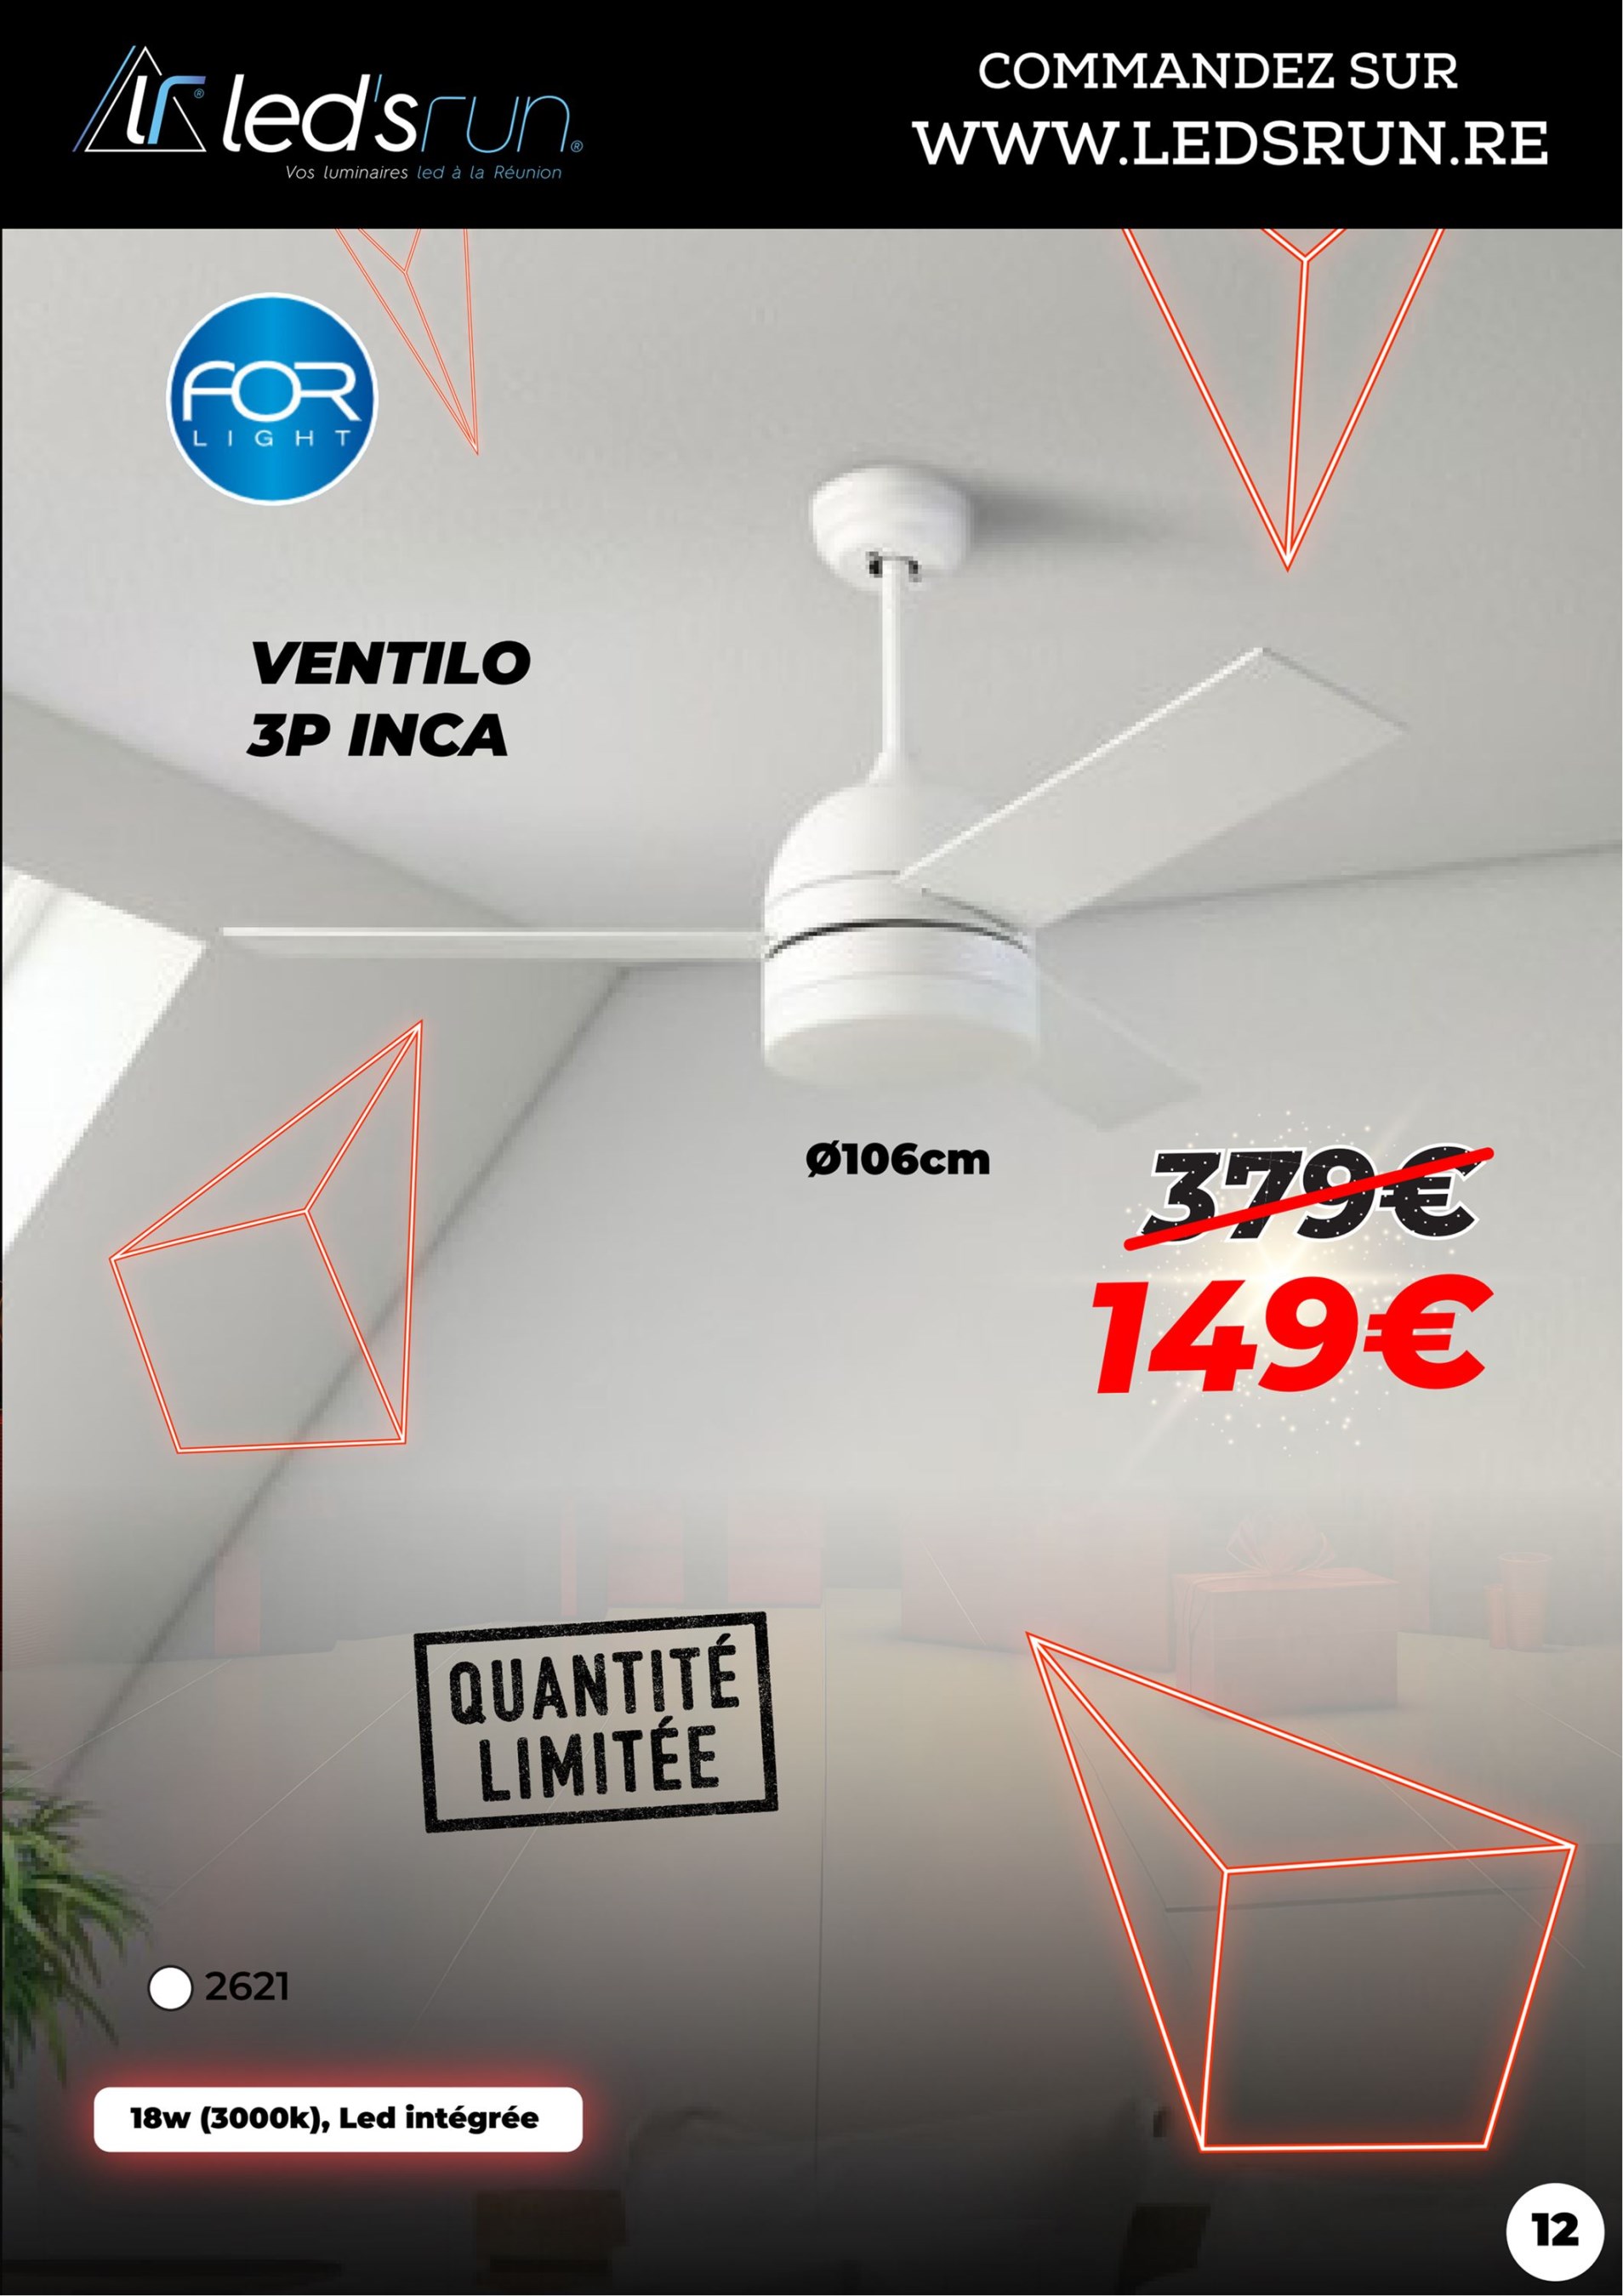 led'srun®
Vos luminaires led à la Réunion
COMMANDEZ SUR
WWW.LEDSRUN.RE
FOR
LIGHT
VENTILO
3P INCA
Ø106cm
379€
149€
QUANTITÉ
LIMITÉE
2621
18w (3000k), Led intégrée
12